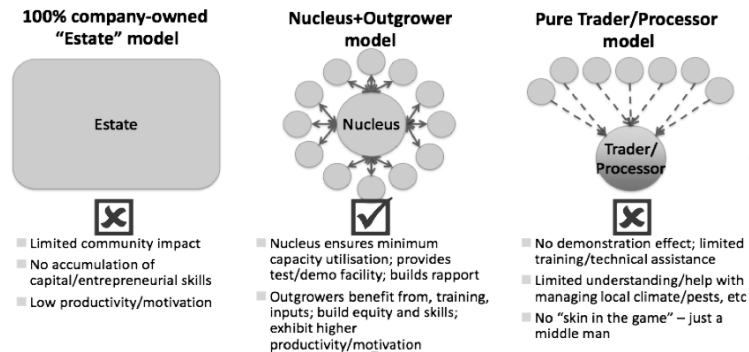 100% company-owned
“Estate” model
Estate
Limited community impact
No accumulation of
capital/entrepreneurial skills
Low productivity/motivation
Nucleus+Outgrower
model
Nucleus
Nucleus ensures minimum
capacity utilisation; provides
test/demo facility; builds rapport
Outgrowers benefit from, training,
inputs; build equity and skills;
exhibit higher
productivity/motivation
Pure Trader/Processor
model
Trader/
Processor
No demonstration effect; limited
training/technical assistance
Limited understanding/help with
managing local climate/pests, etc
No “skin in the game” – just a
middle man